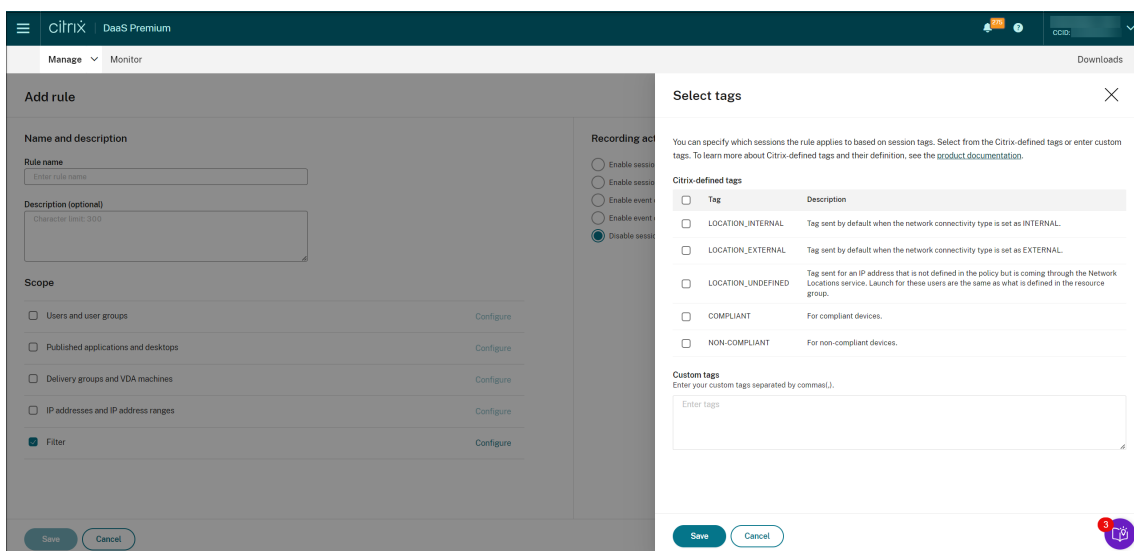 citrix | DaaS Premium
270
?
CCID:
Manage
Monitor
Downloads
Add rule
Name and description
Rule name
Enter rule name
Description (optional)
Character limit: 300
Scope
Users and user groups
Configure
Published applications and desktops
Configure
Delivery groups and VDA machines
Configure
IP addresses and IP address ranges
Configure
Filter
Configure
Save
Cancel
Recording act
Enable sessio
Enable sessio
Enable event
Enable event
Disable sessio
Select tags
You can specify which sessions the rule applies to based on session tags. Select from the Citrix-defined tags or enter custom
tags. To learn more about Citrix-defined tags and their definition, see the product documentation.
Citrix-defined tags
Tag
Description
LOCATION_INTERNAL
Tag sent by default when the network connectivity type is set as INTERNAL.
LOCATION_EXTERNAL
Tag sent by default when the network connectivity type is set as EXTERNAL.
LOCATION_UNDEFINED
Tag sent for an IP address that is not defined in the policy but is coming through the Network
Locations service. Launch for these users are the same as what is defined in the resource
group.
COMPLIANT
For compliant devices.
NON-COMPLIANT
For non-compliant devices.
Custom tags
Enter your custom tags separated by commas(,).
Enter tags
Save
Cancel
3